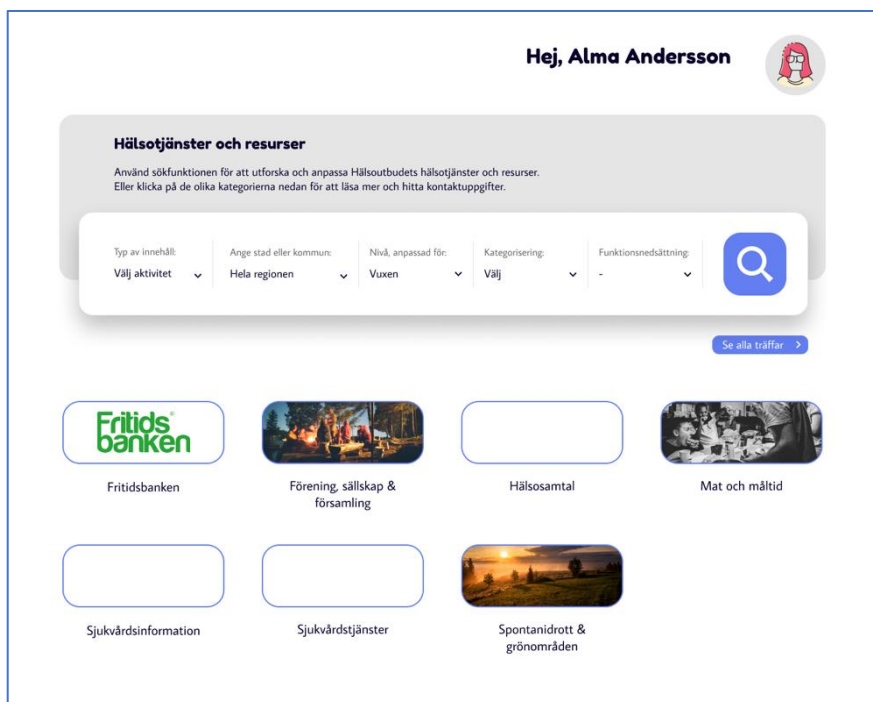 Hej, Alma Andersson
Hälsotjänster och resurser
Använd sökfunktionen för att utforska och anpassa Hälsoutbudets hälsotjänster och resurser.
Eller klicka på de olika kategorierna nedan för att läsa mer och hitta kontaktuppgifter.
Typ av innehåll: Ange stad eller kommun: Nivå, anpassad för: Kategorisering: Funktionsnedsättning:
Välj aktivitet Hela regionen Vuxen Välj -
Se alla träffar
Fritids®
banken
Fritidsbanken Förening, sällskap & Hälsosamtal Mat och måltid
församling
Sjukvårdsinformation Sjukvårdstjänster Spontanidrott &
grönområden